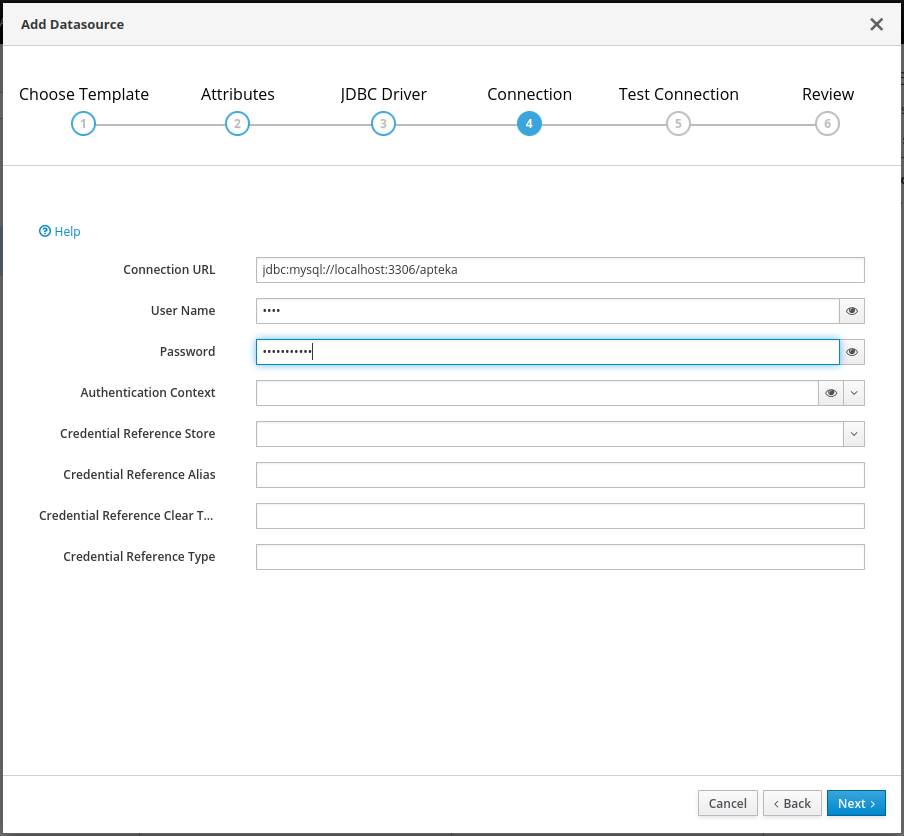 Add Datasource
Choose Template Attributes JDBC Driver Connection Test Connection Review
1 2 3 4 5 6
Help
Connection URL jdbc:mysql://localhost:3306/apteka
User Name ••••
Password •••••••••••
Authentication Context
Credential Reference Store
Credential Reference Alias
Credential Reference Clear T...
Credential Reference Type
Cancel ‹ Back Next ›